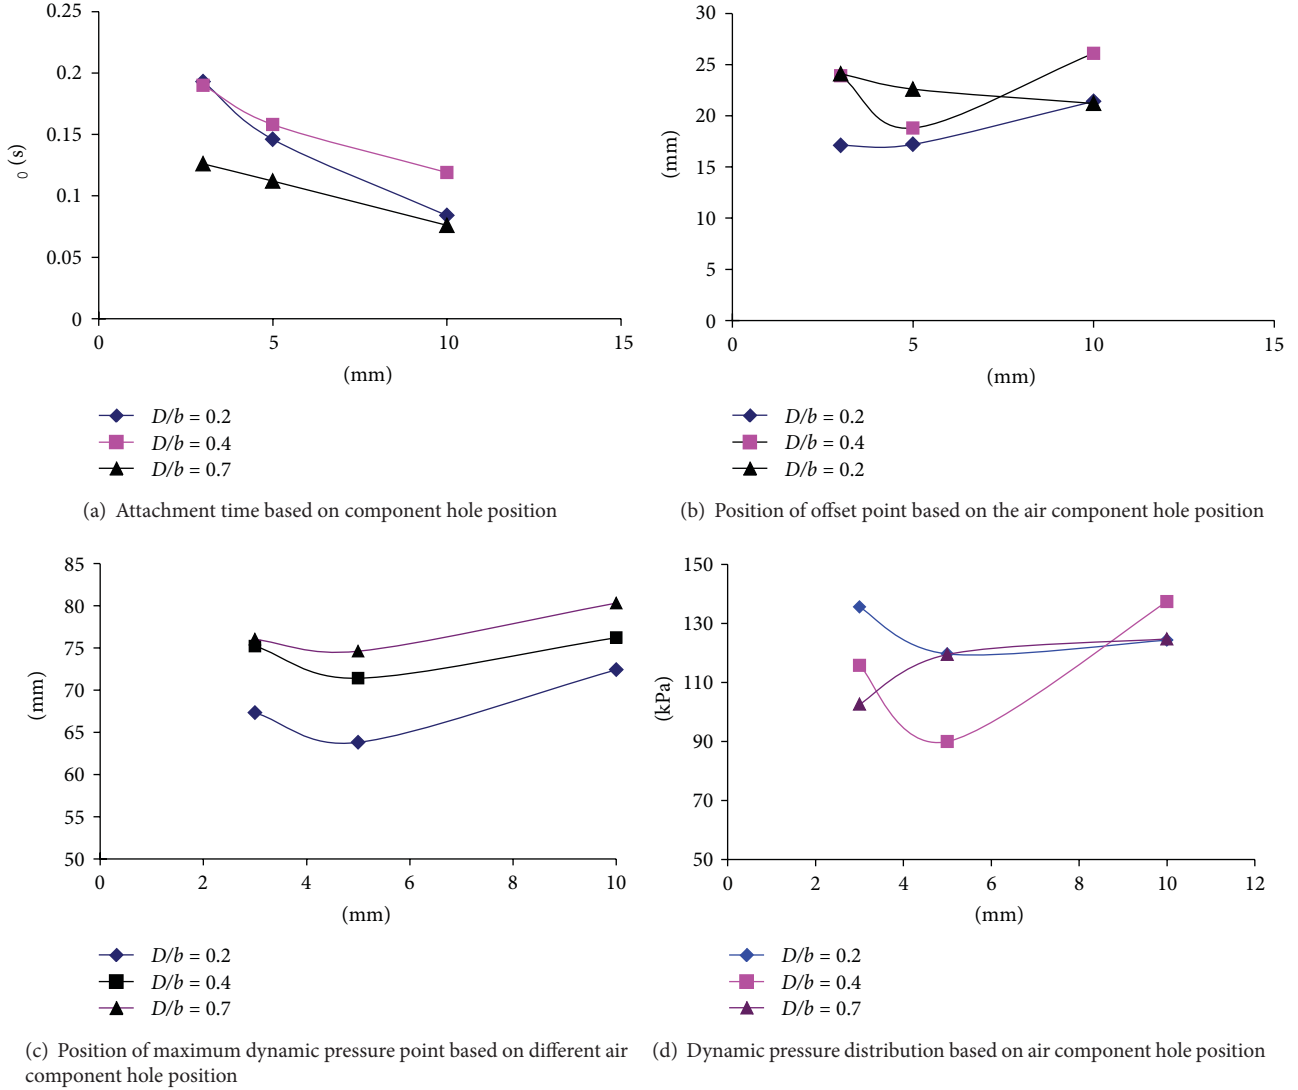 0.25
0.2
0.15
0.1
0.05
0
0 (s)
0 5 10 15
(mm)
D/b = 0.2
D/b = 0.4
D/b = 0.7
(a) Attachment time based on component hole position
30
25
20
15
10
5
0
(mm)
0 5 10 15
(mm)
D/b = 0.2
D/b = 0.4
D/b = 0.2
(b) Position of offset point based on the air component hole position
85
80
75
70
65
60
55
50
(mm)
0 2 4 6 8 10
(mm)
D/b = 0.2
D/b = 0.4
D/b = 0.7
(c) Position of maximum dynamic pressure point based on different air
component hole position
150
130
110
90
70
50
(kPa)
0 2 4 6 8 10 12
(mm)
D/b = 0.2
D/b = 0.4
D/b = 0.7
(d) Dynamic pressure distribution based on air component hole position